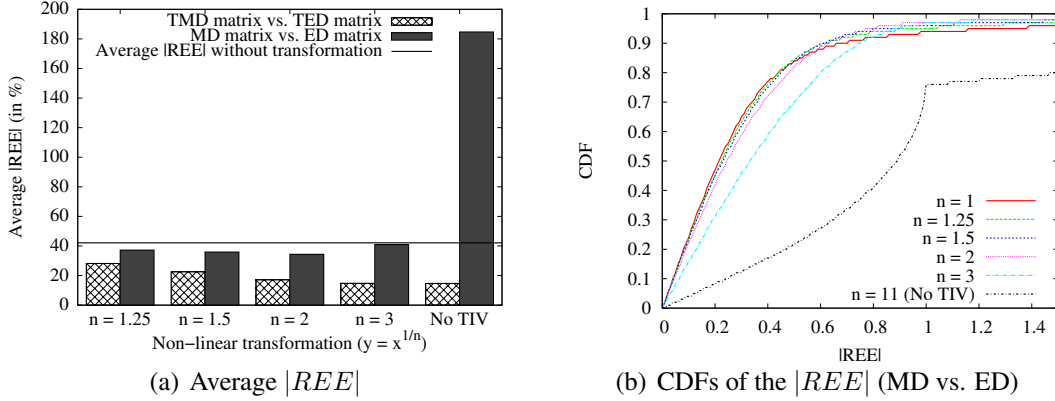 200
180
160
140
120
100
80
60
40
20
0
Average |REE| (in %)
TMD matrix vs. TED matrix
MD matrix vs. ED matrix
Average |REE| without transformation
n = 1.25 n = 1.5 n = 2 n = 3 No TIV
Non−linear transformation (y = x^{1/n})
(a) Average |REE|
1
0.9
0.8
0.7
0.6
0.5
0.4
0.3
0.2
0.1
0
CDF
n = 1
n = 1.25
n = 1.5
n = 2
n = 3
n = 11 (No TIV)
0 0.2 0.4 0.6 0.8 1 1.2 1.4
|REE|
(b) CDFs of the |REE| (MD vs. ED)